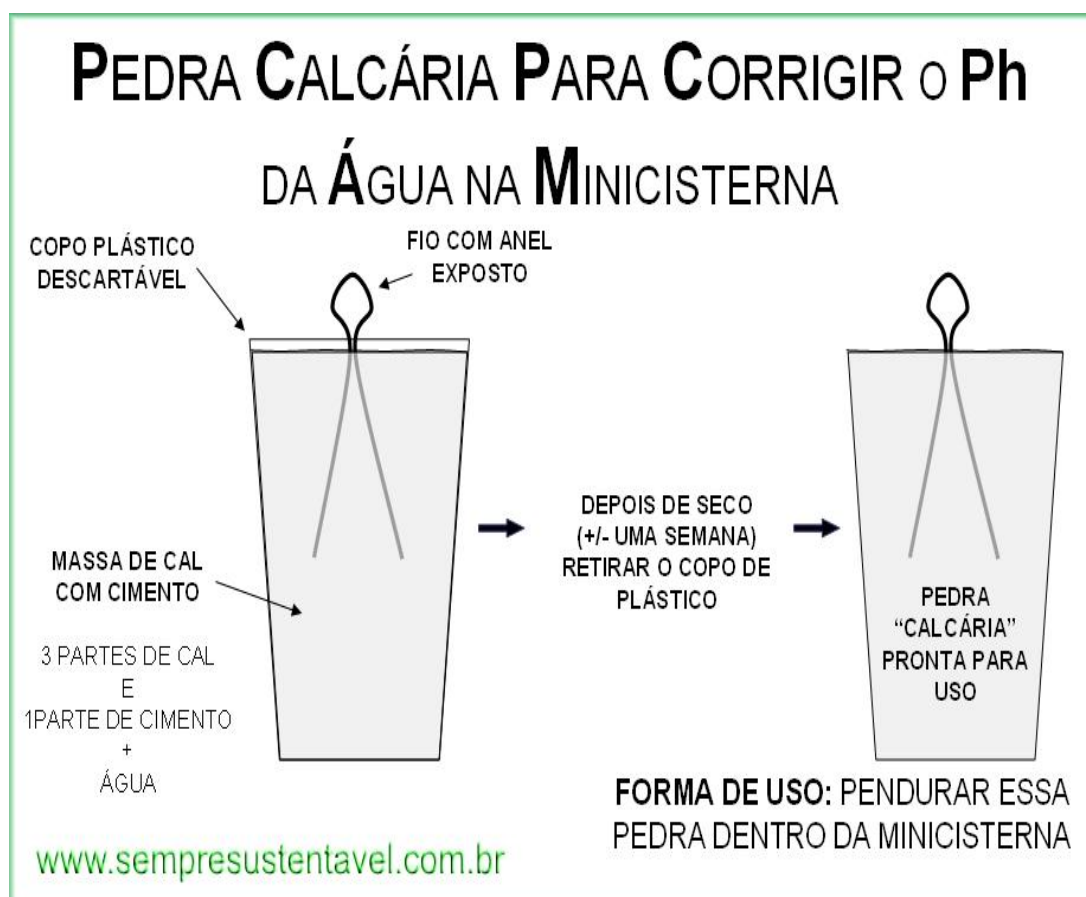 PEDRA CALCÁRIA PARA CORRIGIR O Ph
DA ÁGUA NA MINICISTERNA
COPO PLÁSTICO
DESCARTÁVEL
FIO COM ANEL
EXPOSTO
MASSA DE CAL
COM CIMENTO
3 PARTES DE CAL
E
1PARTE DE CIMENTO
+
ÁGUA
DEPOIS DE SECO
(+/- UMA SEMANA)
RETIRAR O COPO DE
PLÁSTICO
PEDRA
“CALCÁRIA”
PRONTA PARA
USO
FORMA DE USO: PENDURAR ESSA
PEDRA DENTRO DA MINICISTERNA
www.sempresustentavel.com.br